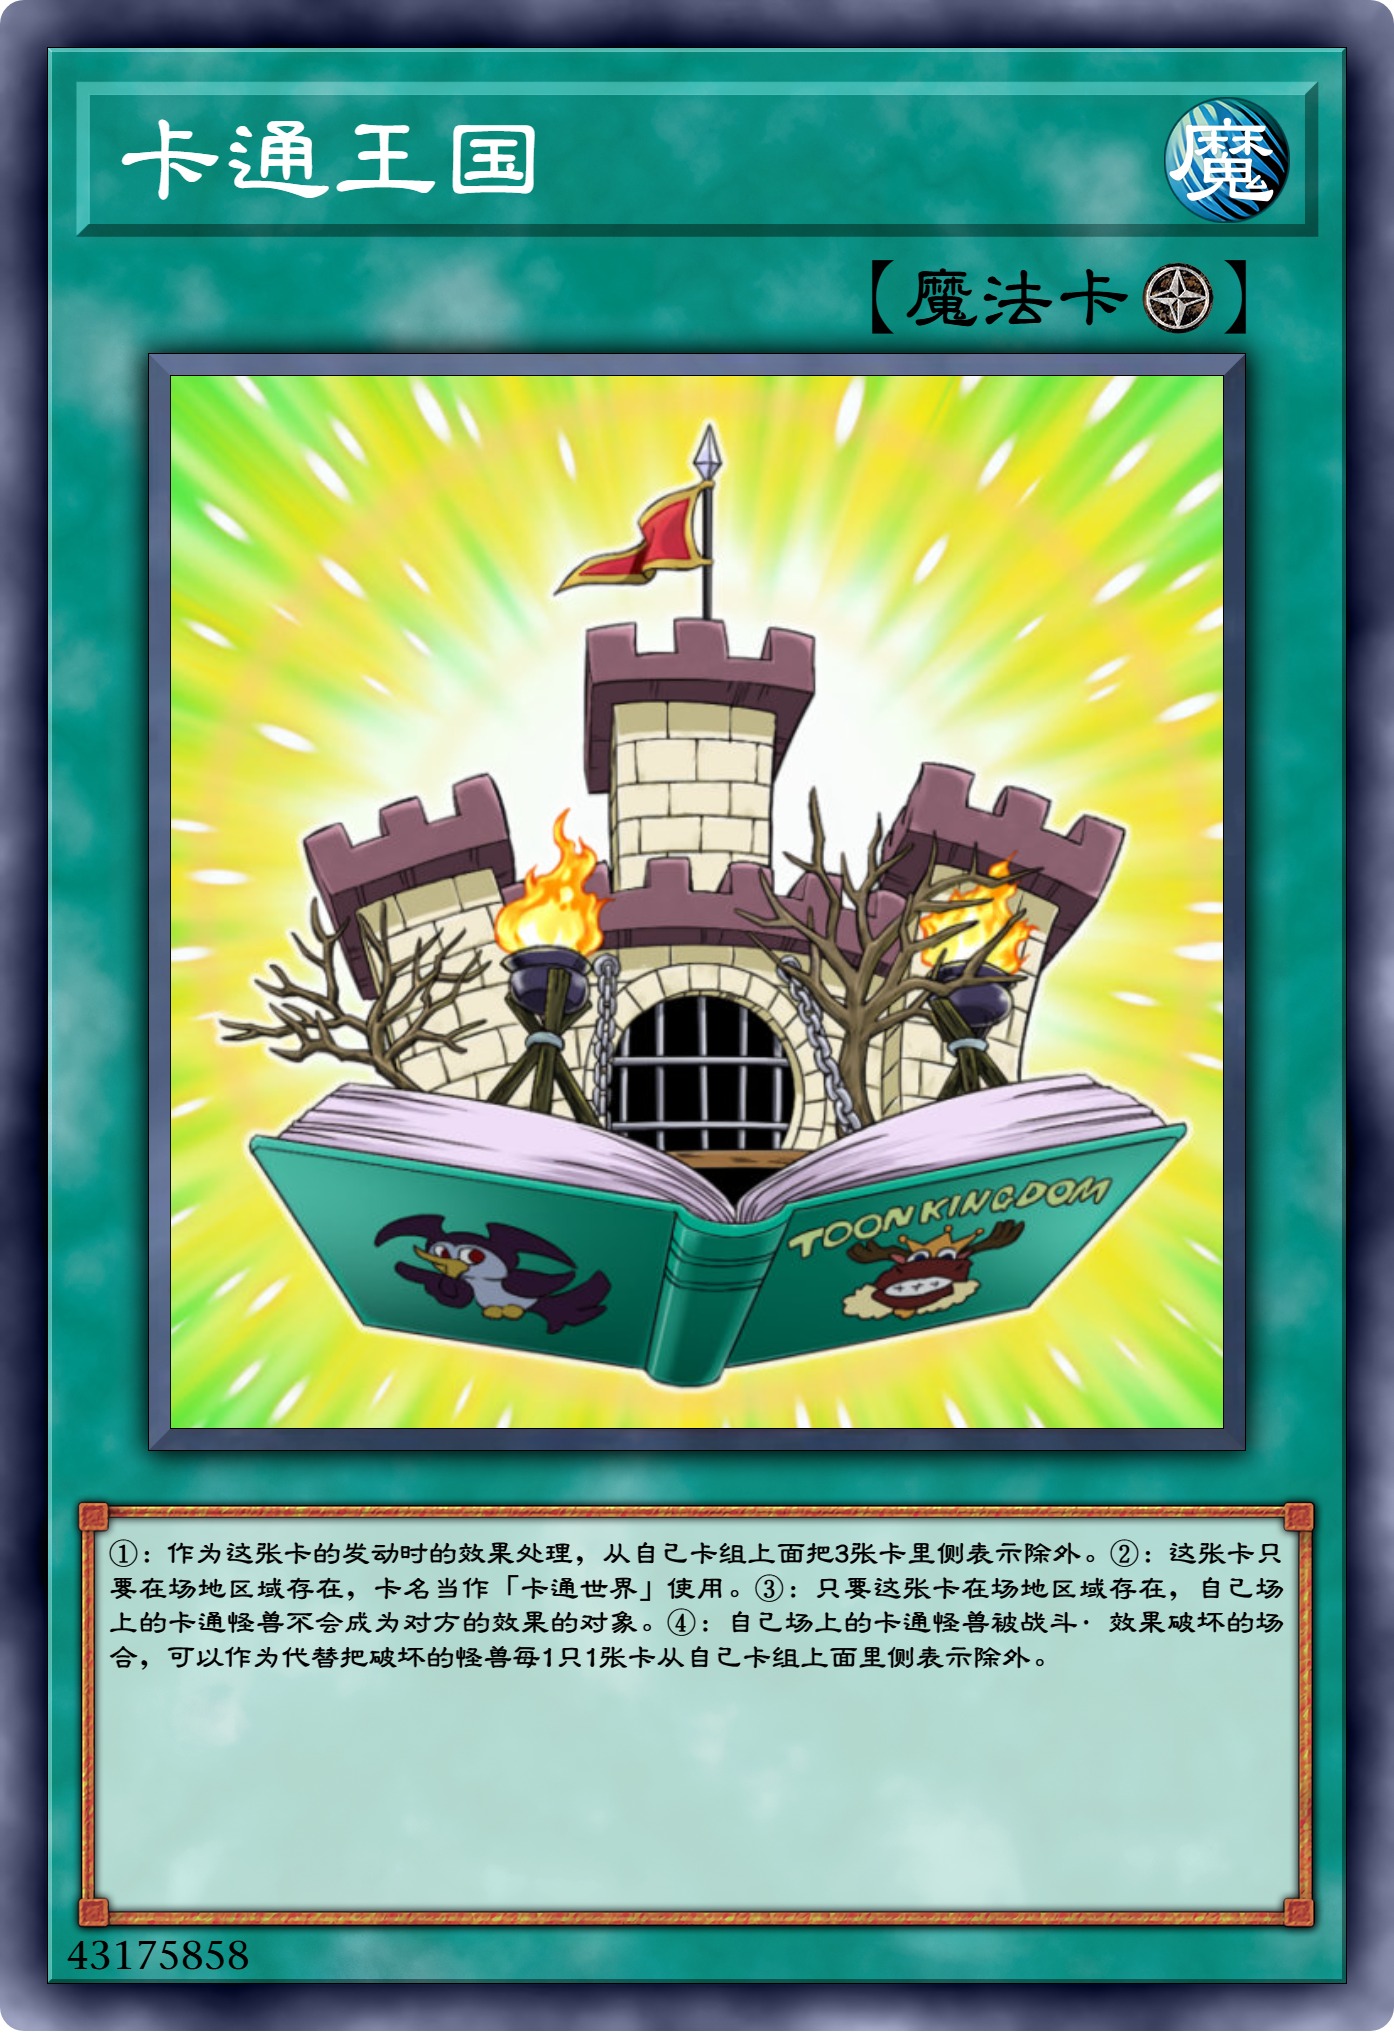 卡通王国
魔
【魔法卡】
TOON KINGDOM
①：作为这张卡的发动时的效果处理，从自己卡组上面把3张卡里侧表示除外。②：这张卡只
要在场地区域存在，卡名当作「卡通世界」使用。③：只要这张卡在场地区域存在，自己场
上的卡通怪兽不会成为对方的效果的对象。④：自己场上的卡通怪兽被战斗·效果破坏的场
合，可以作为代替把破坏的怪兽每1只1张卡从自己卡组上面里侧表示除外。
43175858